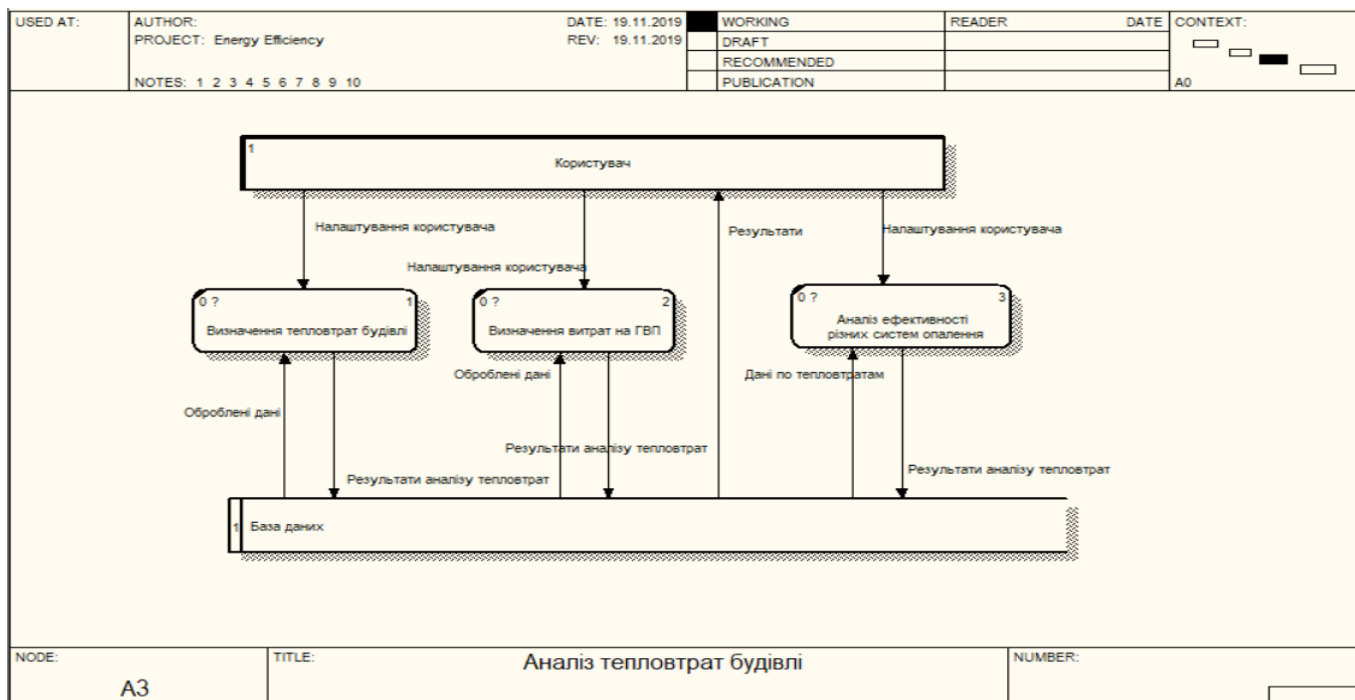 USED AT:
AUTHOR:
DATE: 19.11.2019
PROJECT: Energy Efficiency
REV: 19.11.2019
NOTES: 1 2 3 4 5 6 7 8 9 10
WORKING
DRAFT
RECOMMENDED
PUBLICATION
READER
DATE
CONTEXT:
A0
1
Користувач
Налаштування користувача
Налаштування користувача
Результати
Налаштування користувача
0 ?
1
Визначення тепловтрат будівлі
0 ?
2
Визначення витрат на ГВП
0 ?
3
Аналіз ефективності
різних систем опалення
Оброблені дані
Оброблені дані
Дані по тепловтратам
Результати аналізу тепловтрат
Результати аналізу тепловтрат
Результати аналізу тепловтрат
1
База даних
NODE:
A3
TITLE:
Аналіз тепловтрат будівлі
NUMBER: